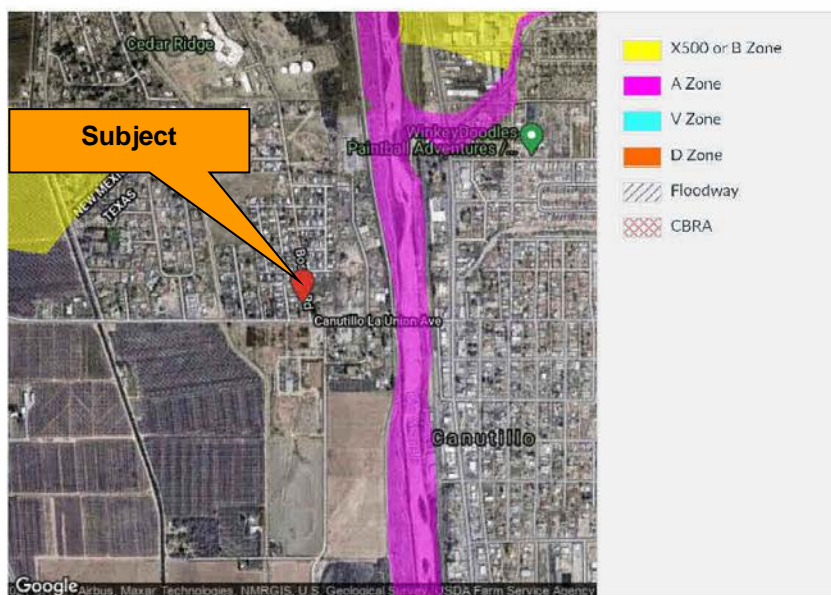 Cedar Ridge
Subject
NEW MEXICO
TEXAS
WinkeyDoodles
Paintball Adventures /...
Canutillo La Union Ave
Canutillo
Google
Airbus, Maxar Technologies, NMRGIS, U.S. Geological Survey, USDA Farm Service Agency
X500 or B Zone
A Zone
V Zone
D Zone
Floodway
CBRA